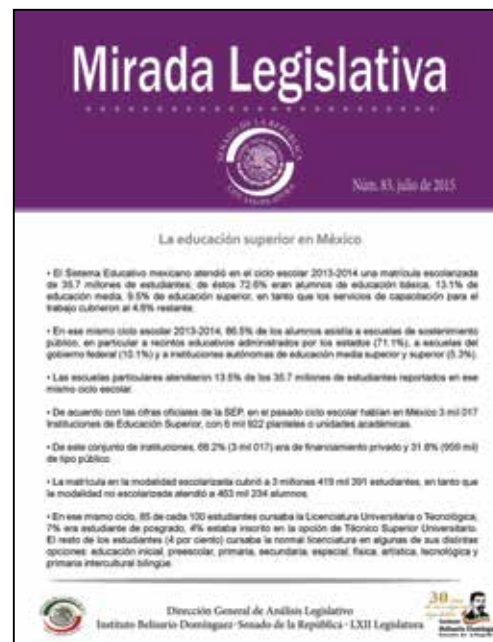 Mirada Legislativa
SENADO DE LA REPÚBLICA
LXII LEGISLATURA
Núm. 83, julio de 2015
La educación superior en México
• El Sistema Educativo mexicano atendió en el ciclo escolar 2013-2014 una matrícula escolarizada
de 35.7 millones de estudiantes; de éstos 72.6% eran alumnos de educación básica, 13.1% de
educación media, 9.5% de educación superior, en tanto que los servicios de capacitación para el
trabajo cubrieron al 4.8% restante.
• En ese mismo ciclo escolar 2013-2014, 86.5% de los alumnos asistía a escuelas de sostenimiento
público, en particular a recintos educativos administrados por los estados (71.1%), a escuelas del
gobierno federal (10.1%) y a instituciones autónomas de educación media superior y superior (5.3%).
• Las escuelas particulares atendieron 13.5% de los 35.7 millones de estudiantes reportados en ese
mismo ciclo escolar.
• De acuerdo con las cifras oficiales de la SEP, en el pasado ciclo escolar habían en México 3 mil 017
Instituciones de Educación Superior, con 6 mil 922 planteles o unidades académicas.
• De este conjunto de instituciones, 68.2% (3 mil 017) era de financiamiento privado y 31.8% (959 mil)
de tipo público.
• La matrícula en la modalidad escolarizada cubrió a 3 millones 419 mil 391 estudiantes, en tanto que
la modalidad no escolarizada atendió a 463 mil 234 alumnos.
• En ese mismo ciclo, 85 de cada 100 estudiantes cursaba la Licenciatura Universitaria o Tecnológica;
7% era estudiante de posgrado, 4% estaba inscrito en la opción de Técnico Superior Universitario.
El resto de los estudiantes (4 por ciento) cursaba la normal licenciatura en algunas de sus distintas
opciones: educación inicial, preescolar, primaria, secundaria, especial, física, artística, tecnológica y
primaria intercultural bilingüe.
Dirección General de Análisis Legislativo
Instituto Belisario Domínguez · Senado de la República · LXII Legislatura
30 años
Instituto
Belisario Domínguez